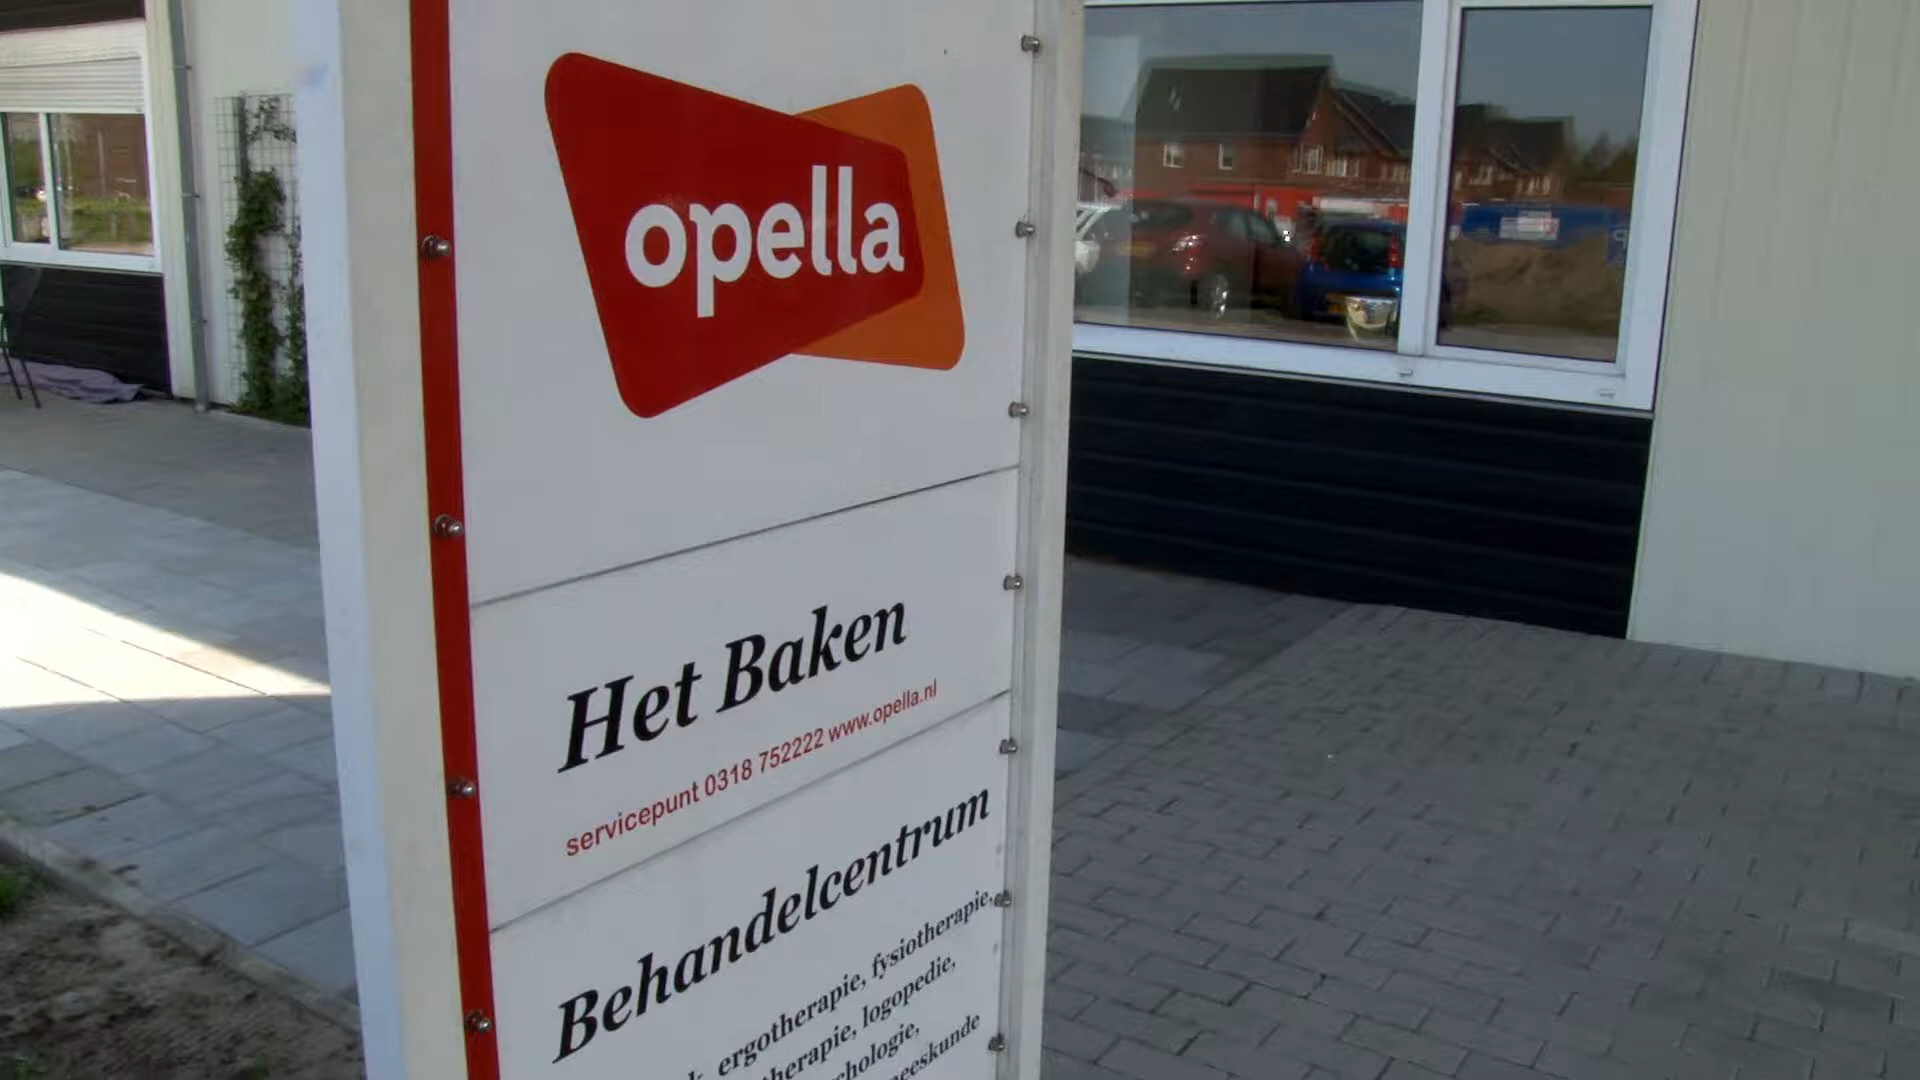 opella
Het Baken
servicepunt 0318 752222 www.opella.nl
Behandelcentrum
ergotherapie, fysiotherapie,
logopedie,